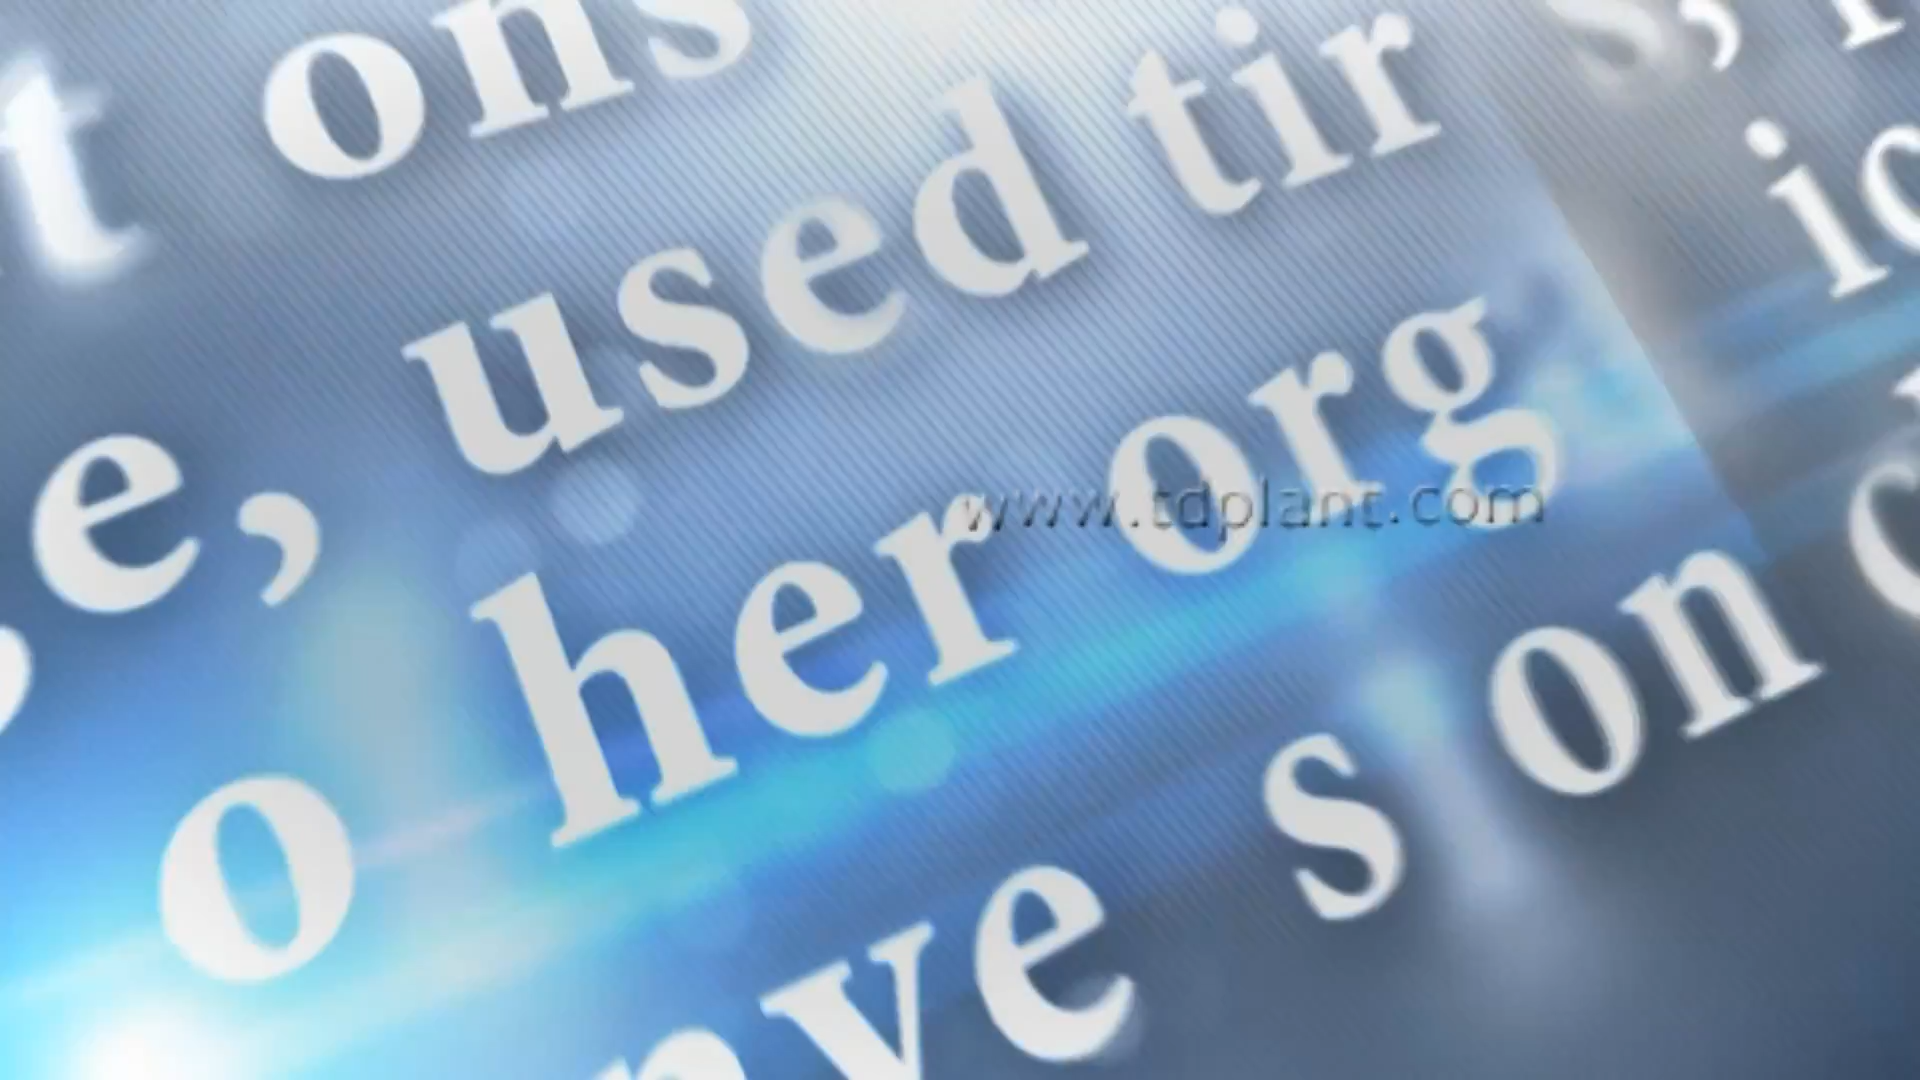 t ons
e, used tir
o her org
ve s on
www.tdplant.com